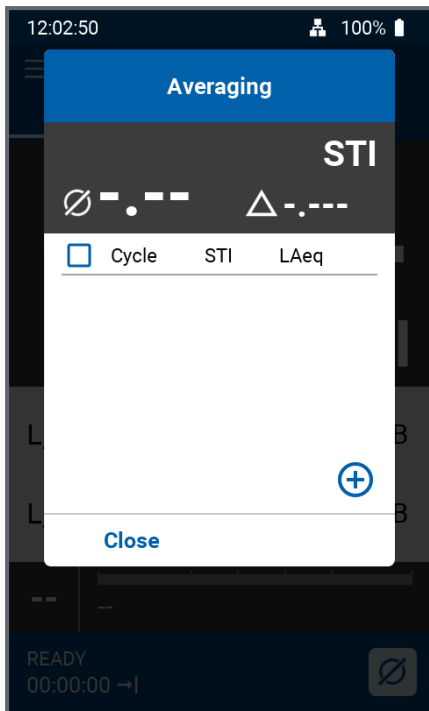 12:02:50 100%
Averaging
STI
Ø -.-- △ -.---
Cycle STI LAeq
L B
L B
Close
-- --
READY
00:00:00 →|